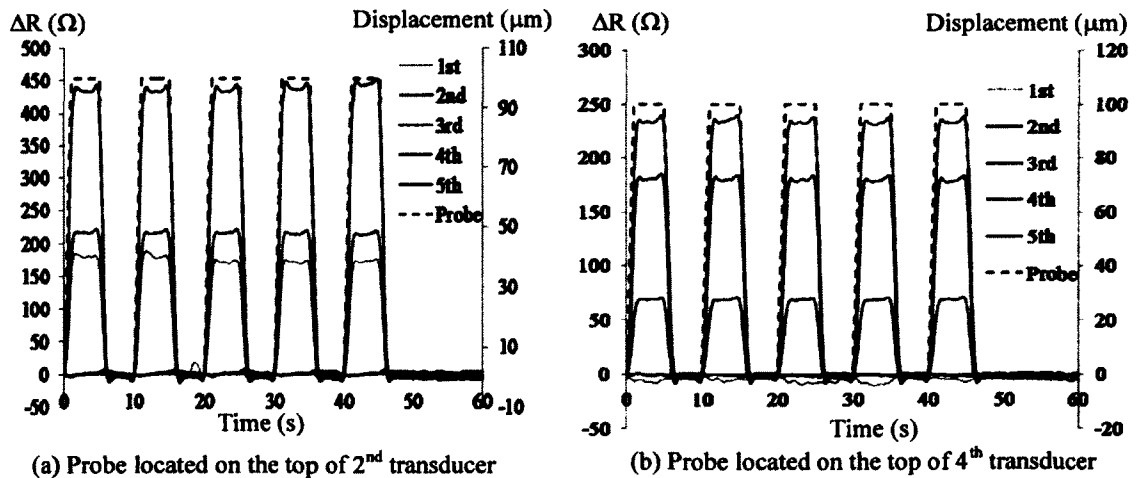 ΔR (Ω)
Displacement (μm)
500
450
400
350
300
250
200
150
100
50
0
-50
110
90
70
50
30
10
-10
1st
2nd
3rd
4th
5th
Probe
0 10 20 30 40 50 60
Time (s)
(a) Probe located on the top of 2nd transducer
ΔR (Ω)
Displacement (μm)
300
250
200
150
100
50
0
-50
120
100
80
60
40
20
0
-20
1st
2nd
3rd
4th
5th
Probe
0 10 20 30 40 50 60
Time (s)
(b) Probe located on the top of 4th transducer